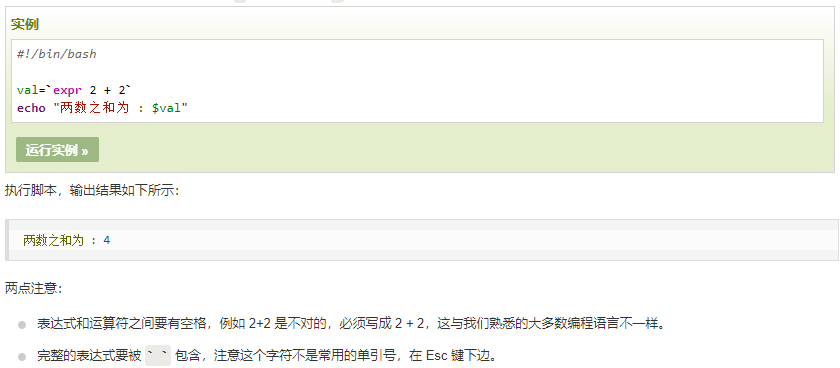 实例
#!/bin/bash
val=`expr 2 + 2`
echo "两数之和为 : $val"
运行实例 »
执行脚本，输出结果如下所示：
两数之和为 : 4
两点注意：
表达式和运算符之间要有空格，例如 2+2 是不对的，必须写成 2 + 2，这与我们熟悉的大多数编程语言不一样。
完整的表达式要被 ` ` 包含，注意这个字符不是常用的单引号，在 Esc 键下边。